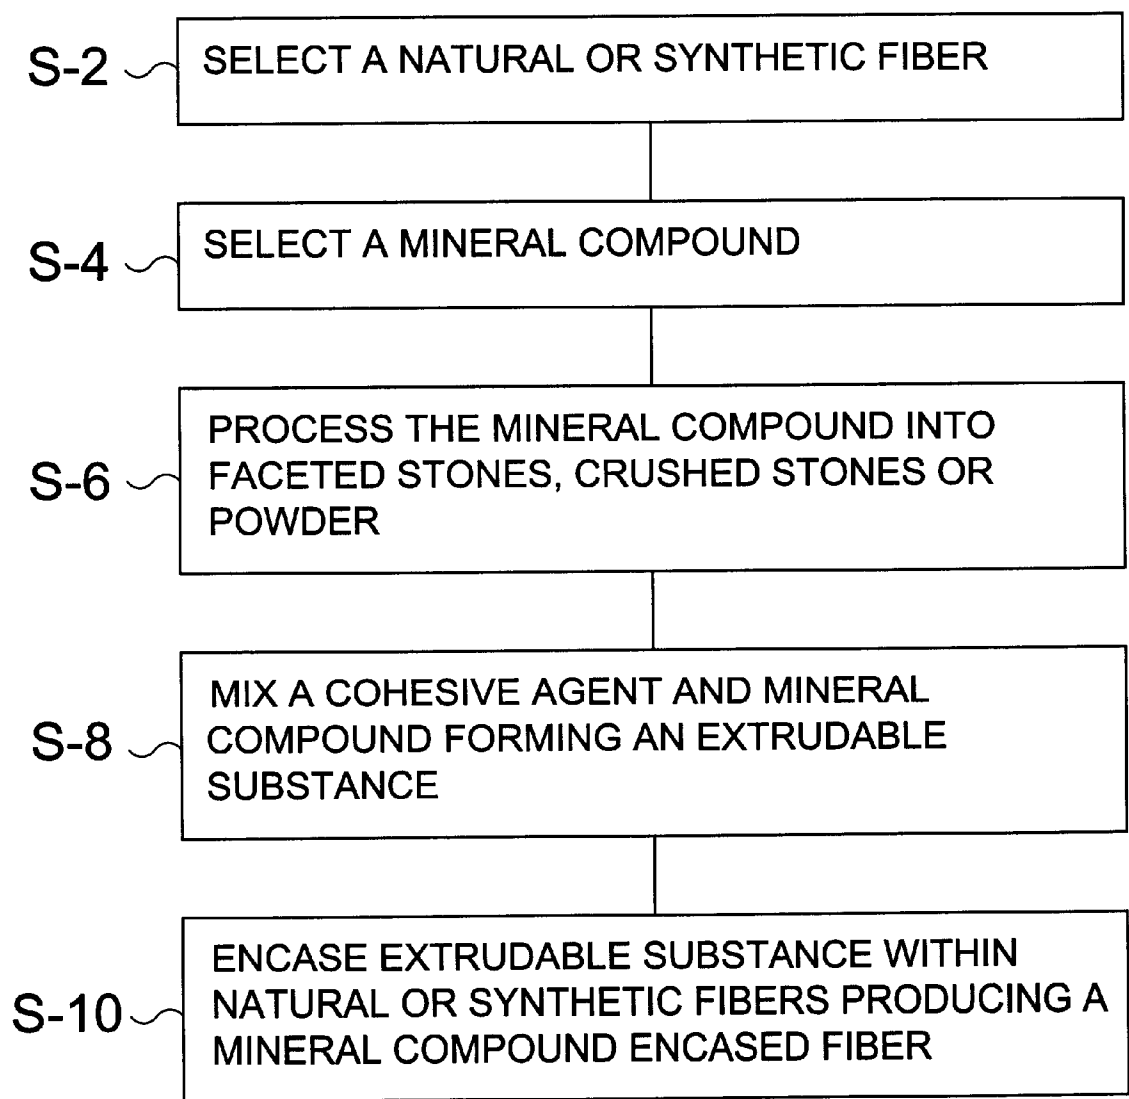 S-2
SELECT A NATURAL OR SYNTHETIC FIBER
S-4
SELECT A MINERAL COMPOUND
S-6
PROCESS THE MINERAL COMPOUND INTO
FACETED STONES, CRUSHED STONES OR
POWDER
S-8
MIX A COHESIVE AGENT AND MINERAL
COMPOUND FORMING AN EXTRUDABLE
SUBSTANCE
S-10
ENCASE EXTRUDABLE SUBSTANCE WITHIN
NATURAL OR SYNTHETIC FIBERS PRODUCING A
MINERAL COMPOUND ENCASED FIBER